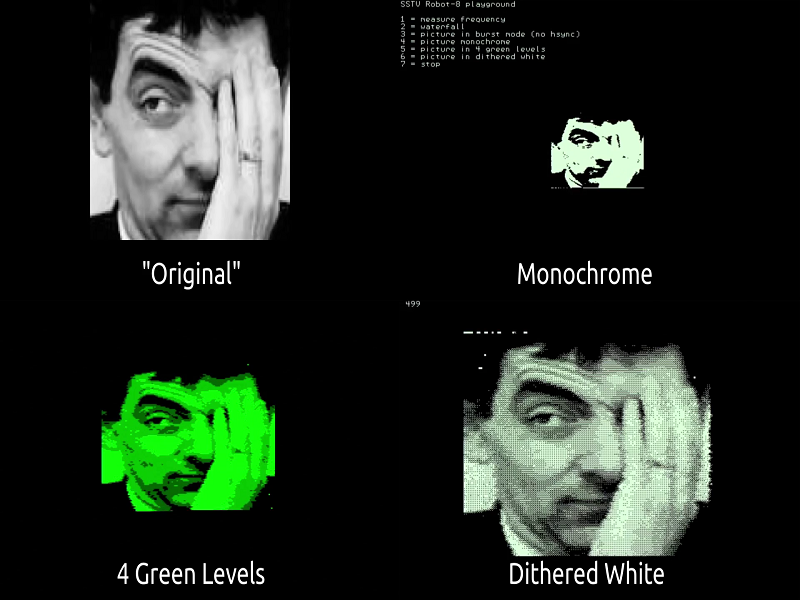 SSTV Robot-8 playground
1 = measure frequency
2 = waterfall
3 = picture in burst mode (no hsync)
4 = picture monochrome
5 = picture in 4 green levels
6 = picture in dithered white
7 = stop
"Original"
Monochrome
499
4 Green Levels
Dithered White